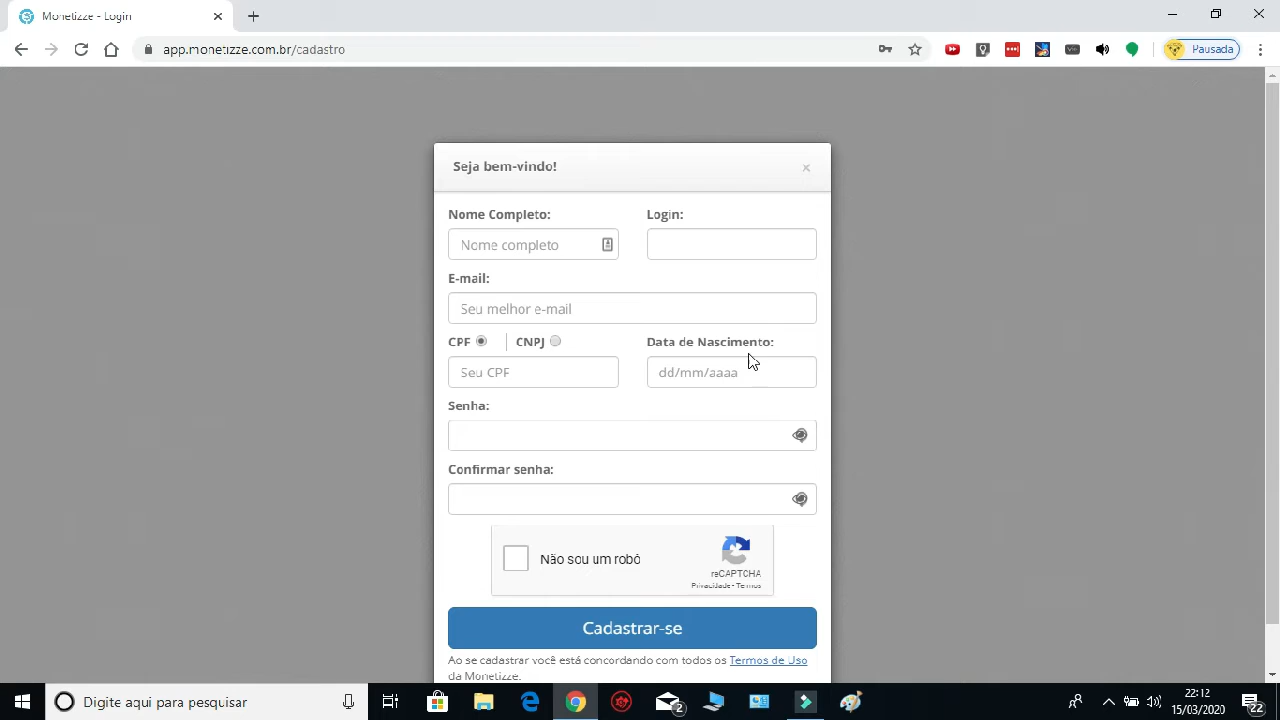 Monetizze - Login
app.monetizze.com.br/cadastro
Pausada
Seja bem-vindo!
Nome Completo: Login:
Nome completo
E-mail:
Seu melhor e-mail
CPF CNPJ Data de Nascimento:
Seu CPF dd/mm/aaaa
Senha:
Confirmar senha:
Não sou um robô
reCAPTCHA
Privacidade - Termos
Cadastrar-se
Ao se cadastrar você está concordando com todos os Termos de Uso
da Monetizze.
Digite aqui para pesquisar
2
22:12
15/03/2020
22